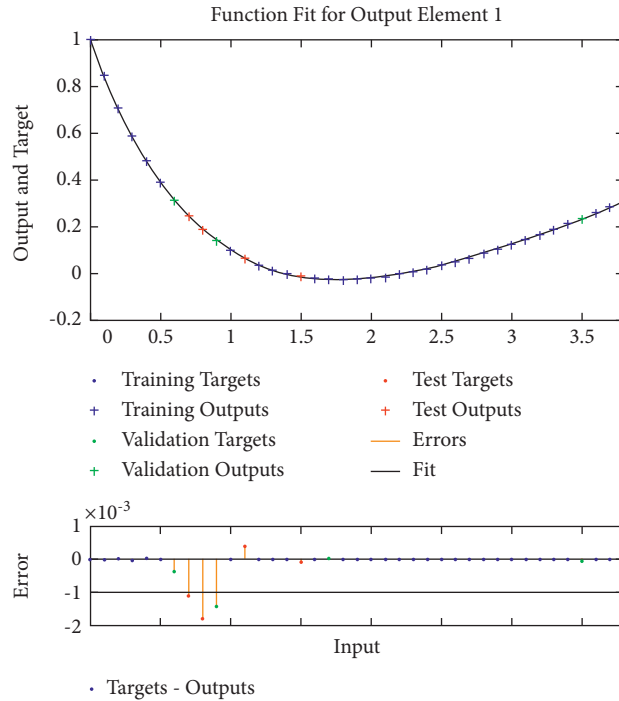 Function Fit for Output Element 1
Output and Target
1
0.8
0.6
0.4
0.2
0
-0.2
0 0.5 1 1.5 2 2.5 3 3.5
Training Targets
Training Outputs
Validation Targets
Validation Outputs
Test Targets
Test Outputs
Errors
Fit
×10^-3
Error
1
0
-1
-2
Input
Targets - Outputs